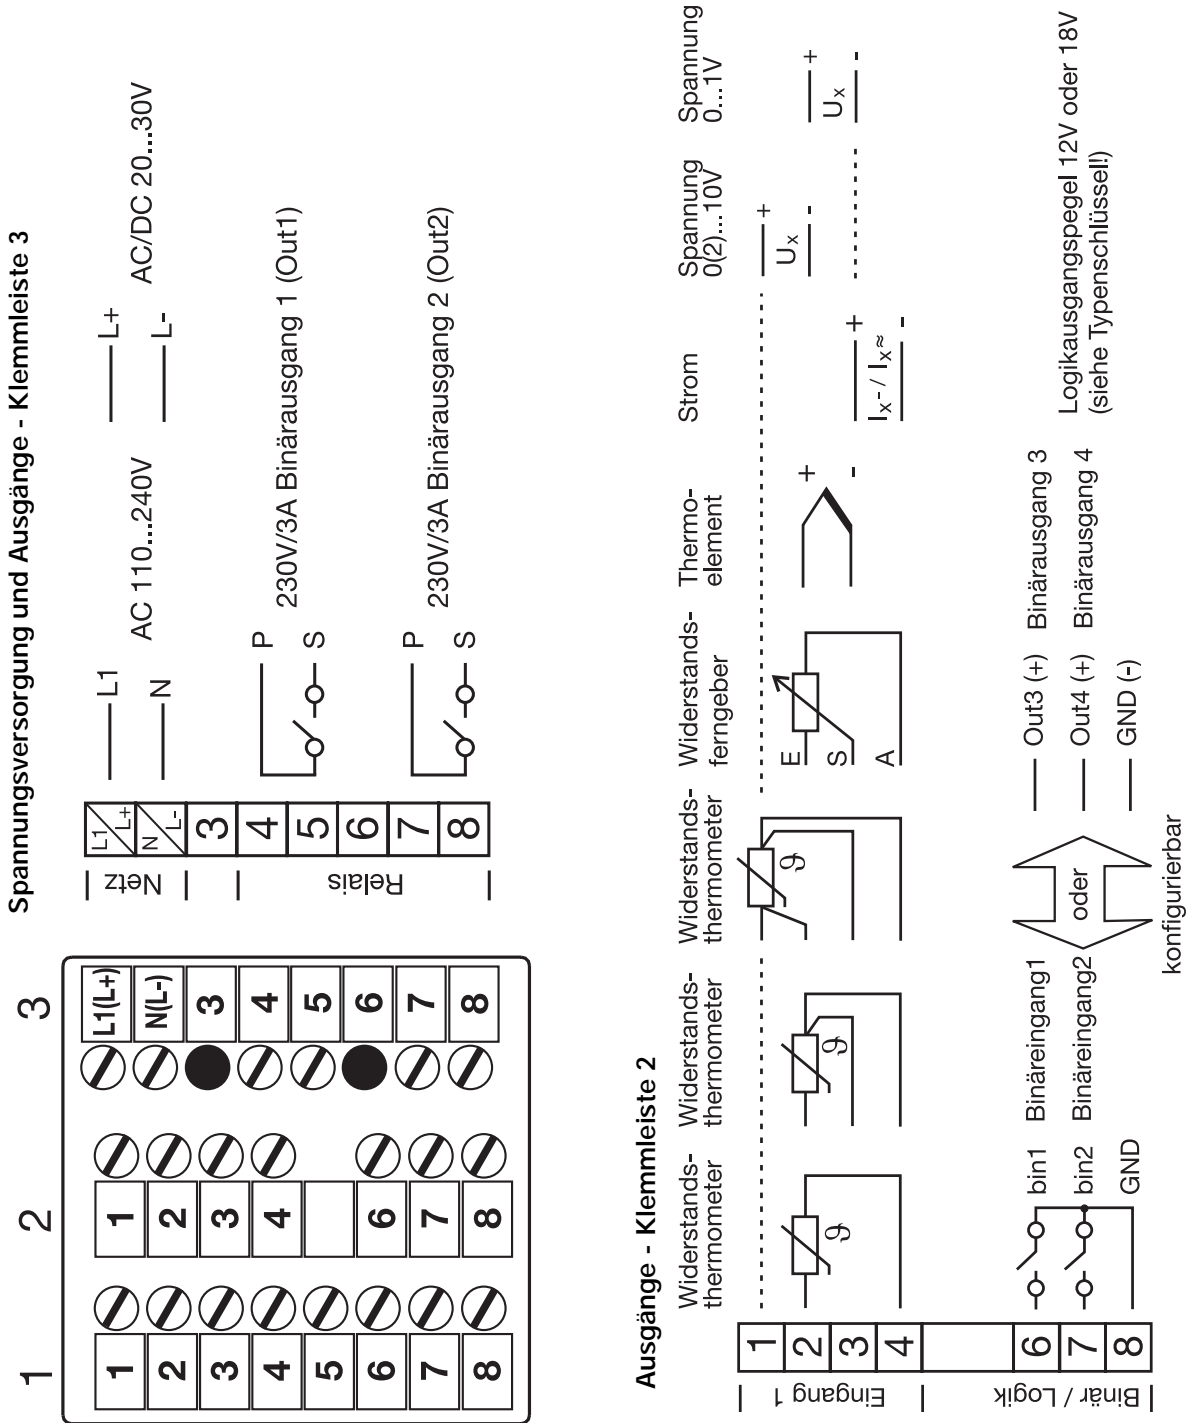 Spannungsversorgung und Ausgänge - Klemmleiste 3
1
2
3
1
2
3
4
5
6
7
8
1
2
3
4
6
7
8
L1(L+)
N(L-)
3
4
5
6
7
8
Netz
Relais
L1
L+
N
L-
3
4
5
6
7
8
L1
N
AC 110...240V
L+
L-
AC/DC 20...30V
P
S
230V/3A Binärausgang 1 (Out1)
P
S
230V/3A Binärausgang 2 (Out2)
Ausgänge - Klemmleiste 2
Widerstands-
thermometer
Widerstands-
thermometer
Widerstands-
thermometer
Widerstands-
ferngeber
Thermo-
element
Strom
Spannung
0(2)...10V
Spannung
0...1V
Eingang 1
Binär / Logik
1
2
3
4
6
7
8
ϑ
ϑ
ϑ
E
S
A
+
-
+
Ix- / Ix≈
-
+
Ux
-
+
Ux
-
bin1 Binäreingang1
bin2 Binäreingang2
GND
oder
konfigurierbar
Out3 (+) Binärausgang 3
Out4 (+) Binärausgang 4
GND (-)
Logikausgangspegel 12V oder 18V
(siehe Typenschlüssel!)